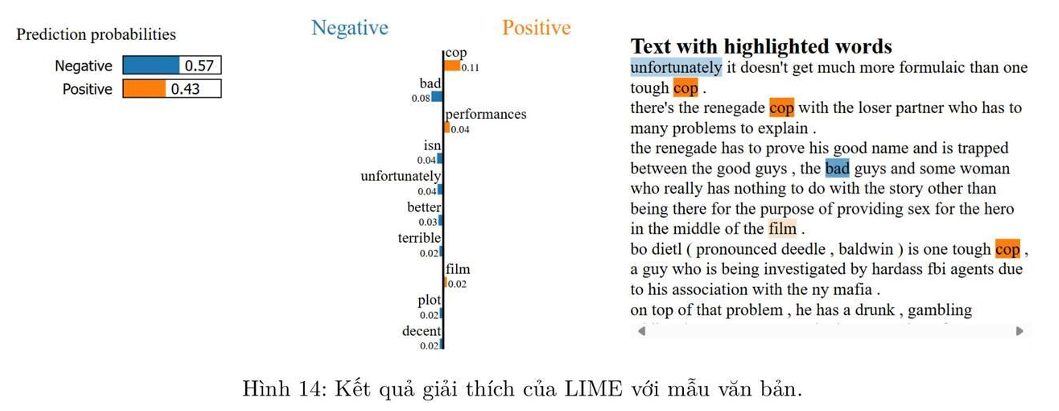 Prediction probabilities
Negative 0.57
Positive 0.43
Negative Positive
cop
0.11
bad
0.08
performances
0.04
isn
0.04
unfortunately
0.04
better
0.03
terrible
0.02
film
0.02
plot
0.02
decent
0.02
Text with highlighted words
unfortunately it doesn't get much more formulaic than one
tough cop .
there's the renegade cop with the loser partner who has to
many problems to explain .
the renegade has to prove his good name and is trapped
between the good guys , the bad guys and some woman
who really has nothing to do with the story other than
being there for the purpose of providing sex for the hero
in the middle of the film .
bo dietl ( pronounced deedle , baldwin ) is one tough cop ,
a guy who is being investigated by hardass fbi agents due
to his association with the ny mafia .
on top of that problem , he has a drunk , gambling
Hình 14: Kết quả giải thích của LIME với mẫu văn bản.